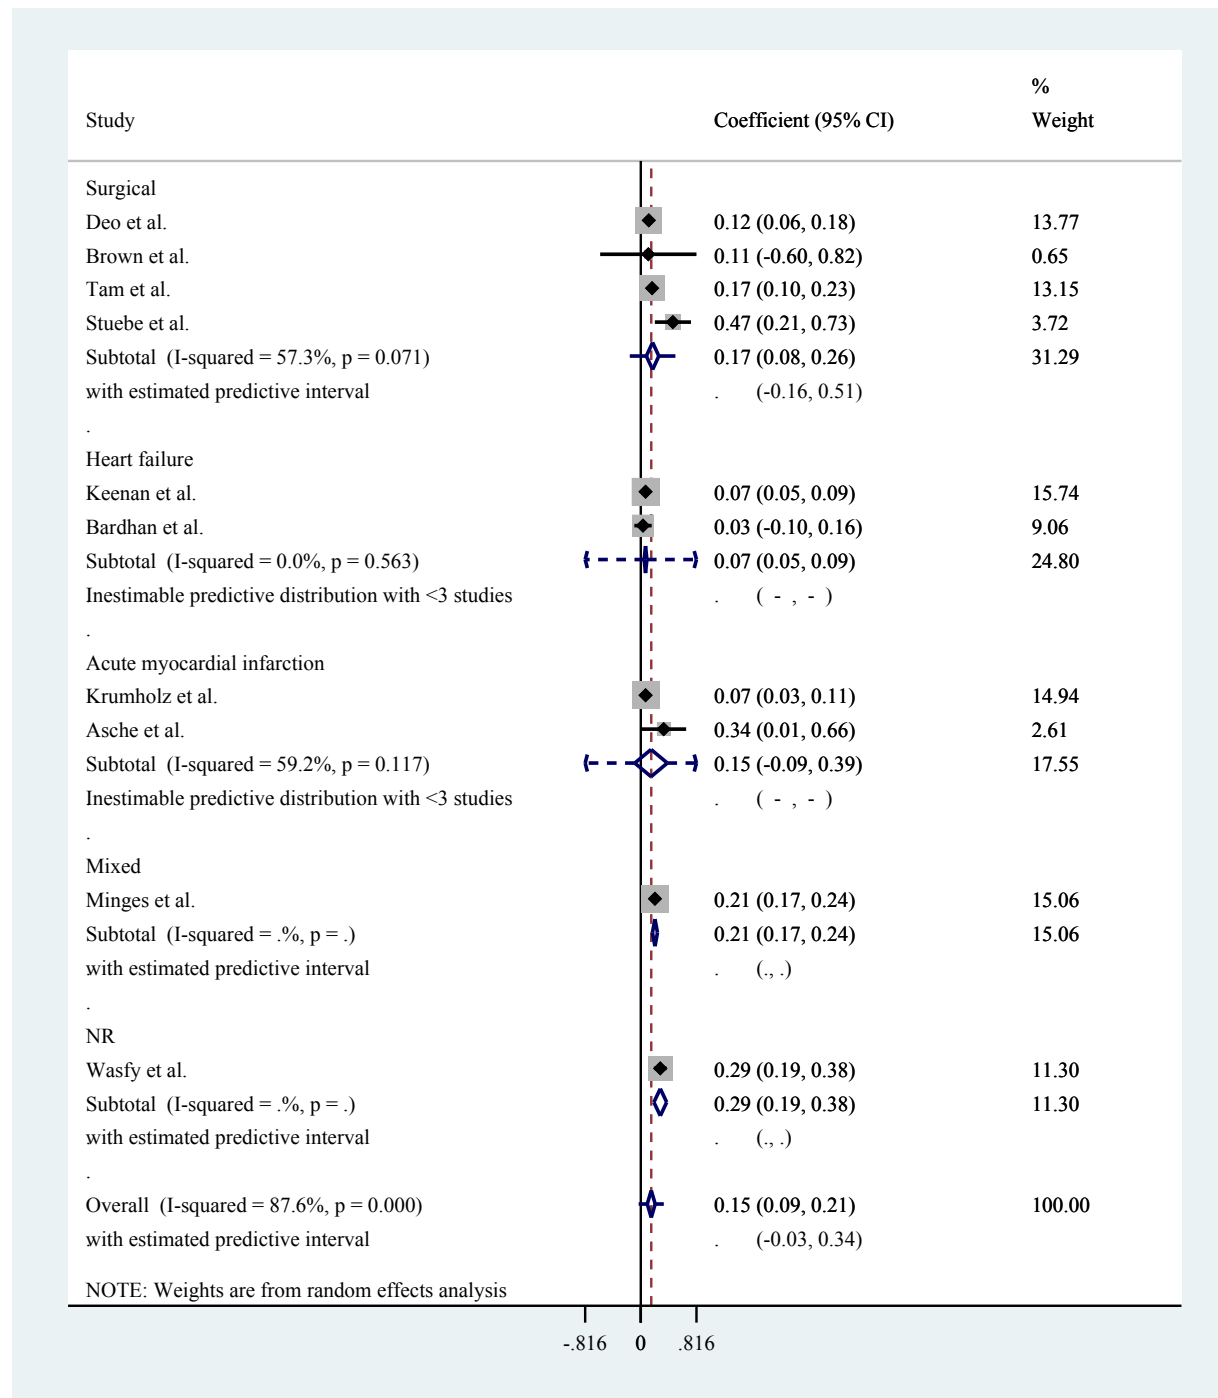 %
Study Coefficient (95% CI) Weight
Surgical
Deo et al. 0.12 (0.06, 0.18) 13.77
Brown et al. 0.11 (-0.60, 0.82) 0.65
Tam et al. 0.17 (0.10, 0.23) 13.15
Stuebe et al. 0.47 (0.21, 0.73) 3.72
Subtotal (I-squared = 57.3%, p = 0.071) 0.17 (0.08, 0.26) 31.29
with estimated predictive interval . (-0.16, 0.51)
.
Heart failure
Keenan et al. 0.07 (0.05, 0.09) 15.74
Bardhan et al. 0.03 (-0.10, 0.16) 9.06
Subtotal (I-squared = 0.0%, p = 0.563) 0.07 (0.05, 0.09) 24.80
Inestimable predictive distribution with <3 studies . ( - , - )
.
Acute myocardial infarction
Krumholz et al. 0.07 (0.03, 0.11) 14.94
Asche et al. 0.34 (0.01, 0.66) 2.61
Subtotal (I-squared = 59.2%, p = 0.117) 0.15 (-0.09, 0.39) 17.55
Inestimable predictive distribution with <3 studies . ( - , - )
.
Mixed
Minges et al. 0.21 (0.17, 0.24) 15.06
Subtotal (I-squared = .%, p = .) 0.21 (0.17, 0.24) 15.06
with estimated predictive interval . (., .)
.
NR
Wasfy et al. 0.29 (0.19, 0.38) 11.30
Subtotal (I-squared = .%, p = .) 0.29 (0.19, 0.38) 11.30
with estimated predictive interval . (., .)
.
Overall (I-squared = 87.6%, p = 0.000) 0.15 (0.09, 0.21) 100.00
with estimated predictive interval . (-0.03, 0.34)
NOTE: Weights are from random effects analysis
-.816 0 .816